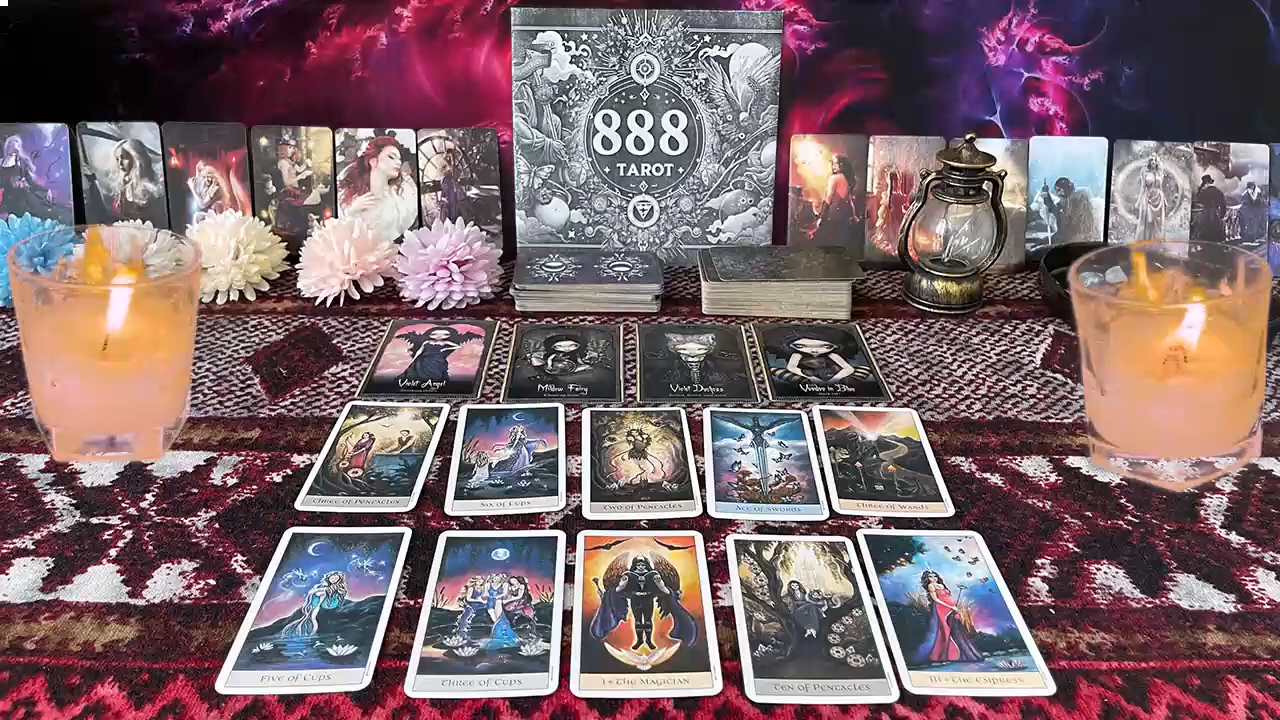 888
TAROT
Violet Angel
Mildew Fairy
Violet Duchess
Voodoo in Blue
Three of Pentacles
Six of Cups
Two of Pentacles
Ace of Swords
Three of Wands
Five of Cups
Three of Cups
I • The Magician
Ten of Pentacles
III • The Empress